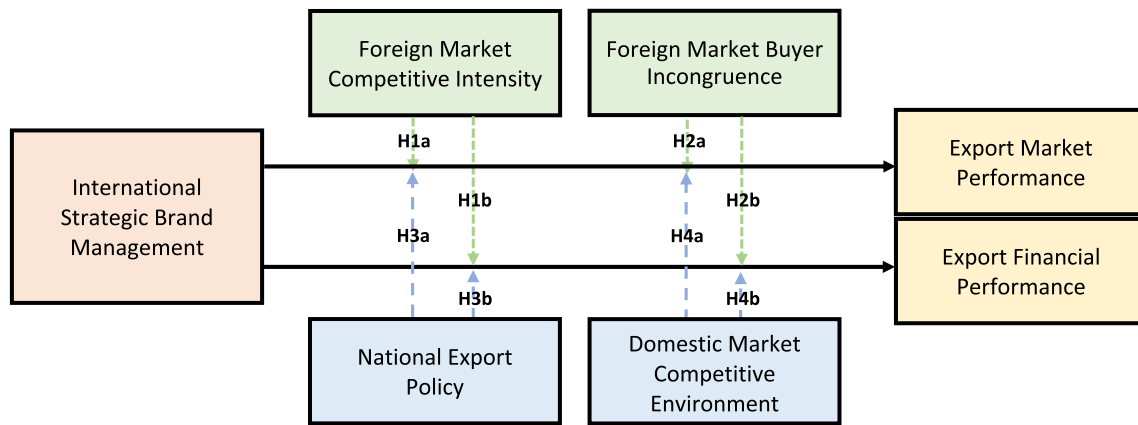 Foreign Market
Competitive Intensity
Foreign Market Buyer
Incongruence
H1a
H2a
Export Market
Performance
International
Strategic Brand
Management
H1b
H2b
H3a
H4a
Export Financial
Performance
H3b
H4b
National Export
Policy
Domestic Market
Competitive
Environment